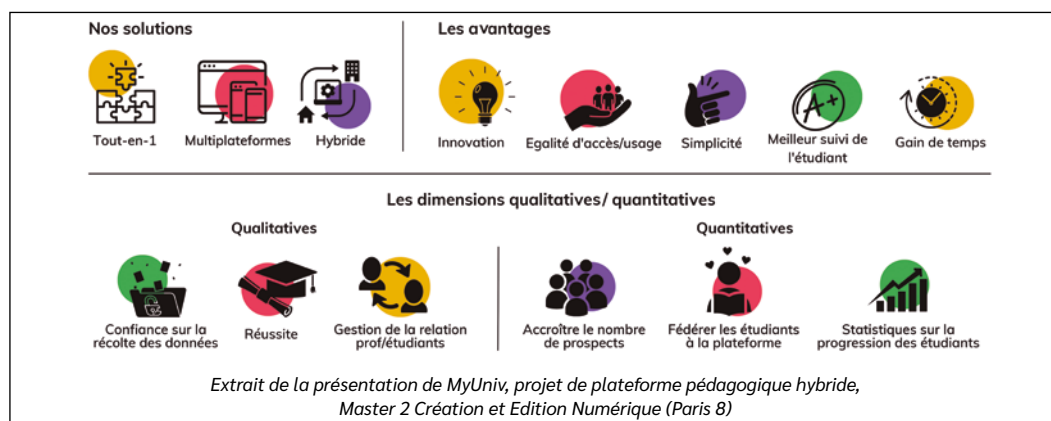 Nos solutions
Les avantages
Tout-en-1
Multiplateformes
Hybride
Innovation
Egalité d'accès/usage
Simplicité
A+
Meilleur suivi de
l'étudiant
Gain de temps
Les dimensions qualitatives/ quantitatives
Qualitatives
Quantitatives
Confiance sur la
récolte des données
Réussite
Gestion de la relation
prof/étudiants
Accroître le nombre
de prospects
Fédérer les étudiants
à la plateforme
Statistiques sur la
progression des étudiants
Extrait de la présentation de MyUniv, projet de plateforme pédagogique hybride,
Master 2 Création et Edition Numérique (Paris 8)